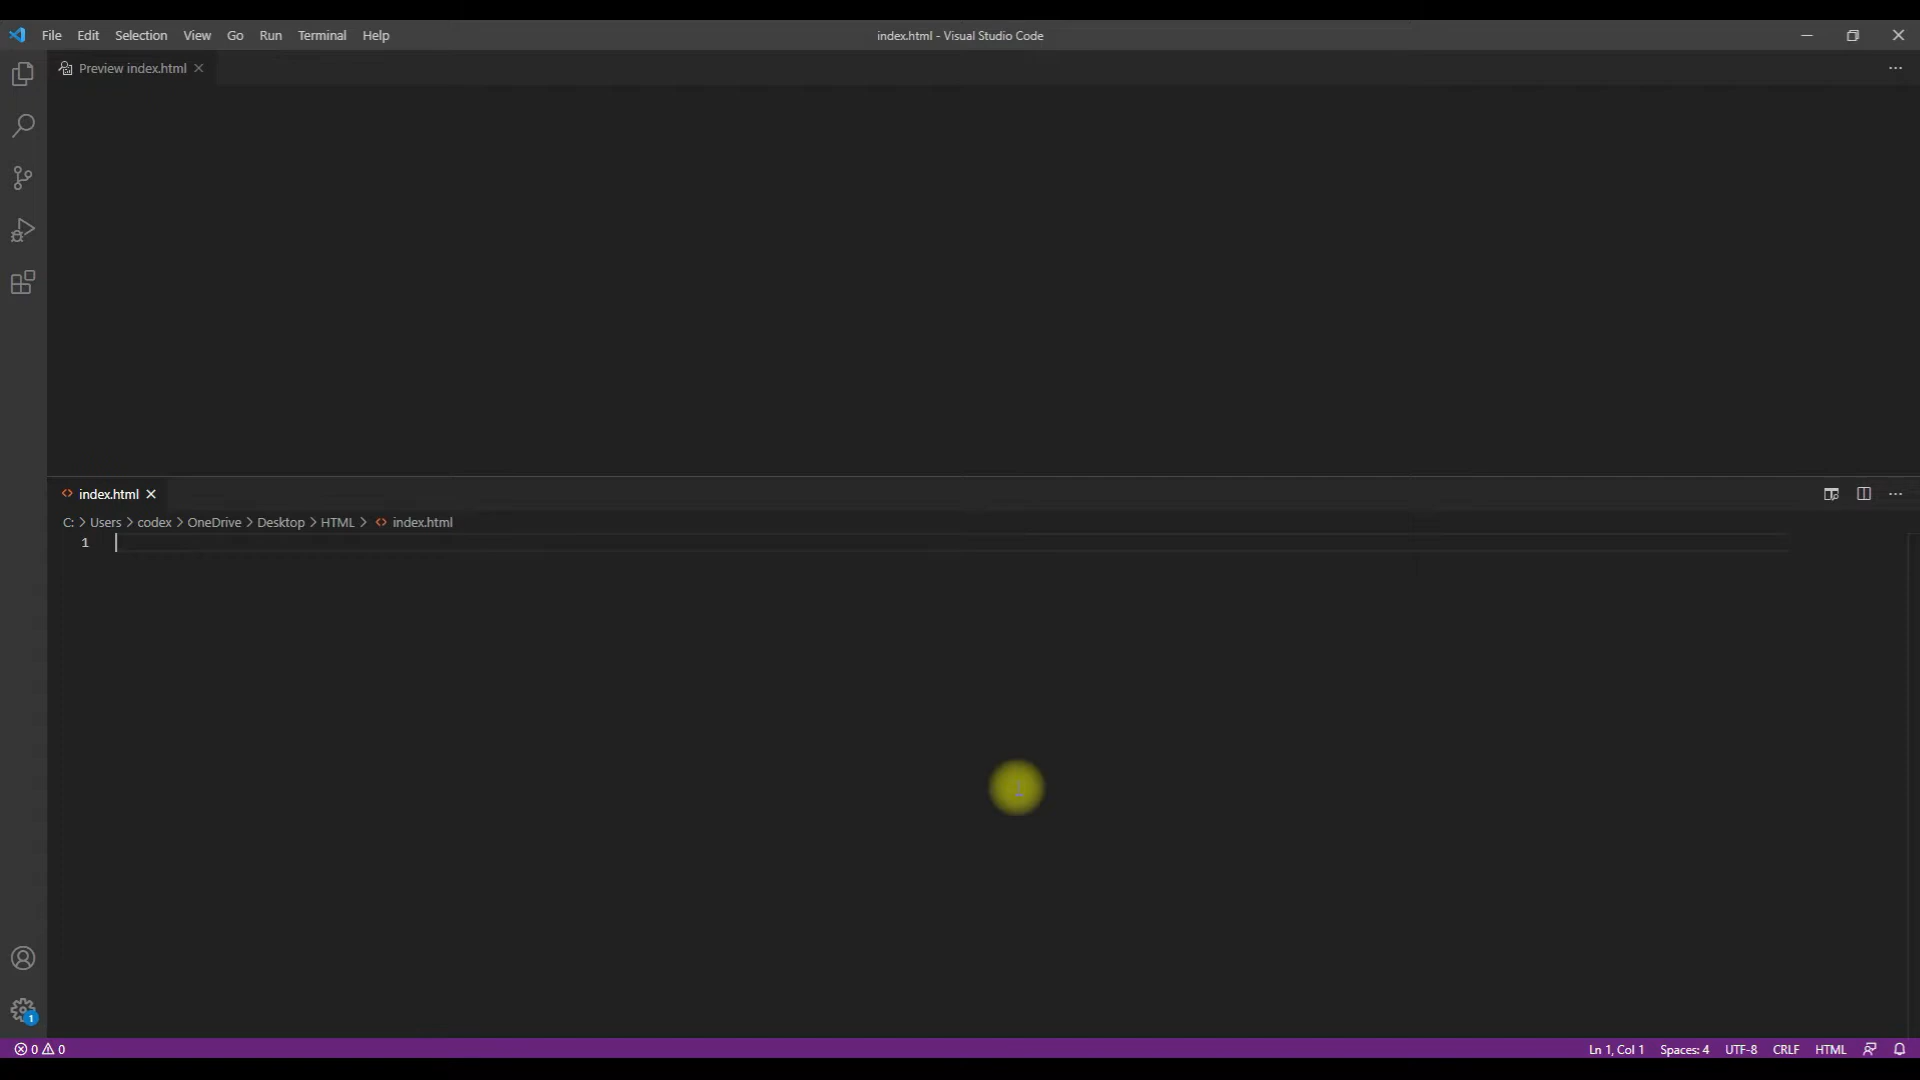 File Edit Selection View Go Run Terminal Help index.html - Visual Studio Code
Preview index.html
index.html
C: > Users > codex > OneDrive > Desktop > HTML > index.html
1
1
0 0 Ln 1, Col 1 Spaces: 4 UTF-8 CRLF HTML